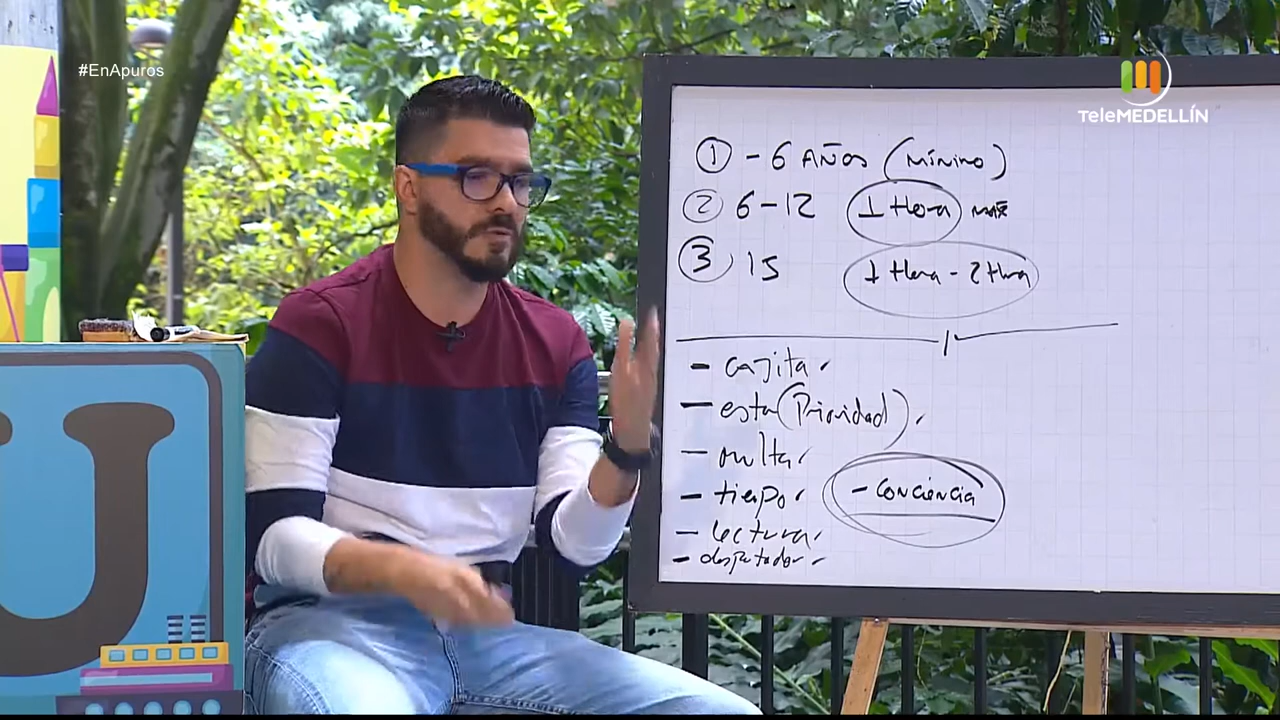 #EnApuros
TeleMEDELLÍN
① - 6 AÑOS (Mínimo)
② 6-12 1 Hora MÁX
③ 15 1 Hora - 2 Hora
- cajita
- esta (Prioridad)
- multa
- tiempo
- conciencia
- lectura
- despertador
U